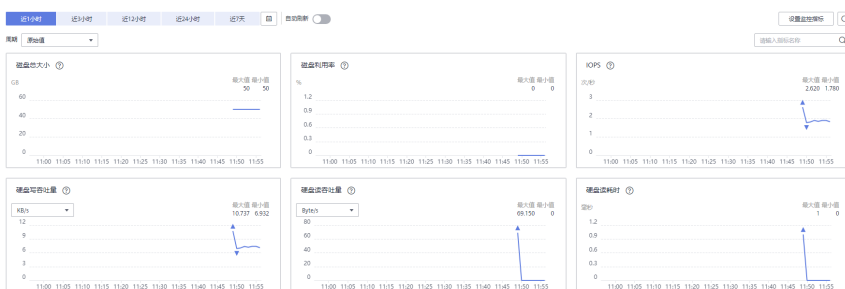 近1小时 近3小时 近12小时 近24小时 近7天 自动刷新 设置监控指标
周期 原始值 请输入指标名称
磁盘总大小 ? 磁盘利用率 ? IOPS ?
GB 最大值 最小值 % 最大值 最小值 次/秒 最大值 最小值
50 50 0 0 2.620 1.780
60 1.2 3
40 0.9 2
20 0.6 1
0 0.3 0
0
11:00 11:05 11:10 11:15 11:20 11:25 11:30 11:35 11:40 11:45 11:50 11:55
11:00 11:05 11:10 11:15 11:20 11:25 11:30 11:35 11:40 11:45 11:50 11:55
11:00 11:05 11:10 11:15 11:20 11:25 11:30 11:35 11:40 11:45 11:50 11:55
硬盘写吞吐量 ? 硬盘读吞吐量 ? 硬盘读耗时 ?
KB/s 最大值 最小值 Byte/s 最大值 最小值 毫秒 最大值 最小值
10.737 6.932 69.150 0 1 0
12 80 1.2
9 60 0.9
6 40 0.6
3 20 0.3
0 0 0
11:00 11:05 11:10 11:15 11:20 11:25 11:30 11:35 11:40 11:45 11:50 11:55
11:00 11:05 11:10 11:15 11:20 11:25 11:30 11:35 11:40 11:45 11:50 11:55
11:00 11:05 11:10 11:15 11:20 11:25 11:30 11:35 11:40 11:45 11:50 11:55